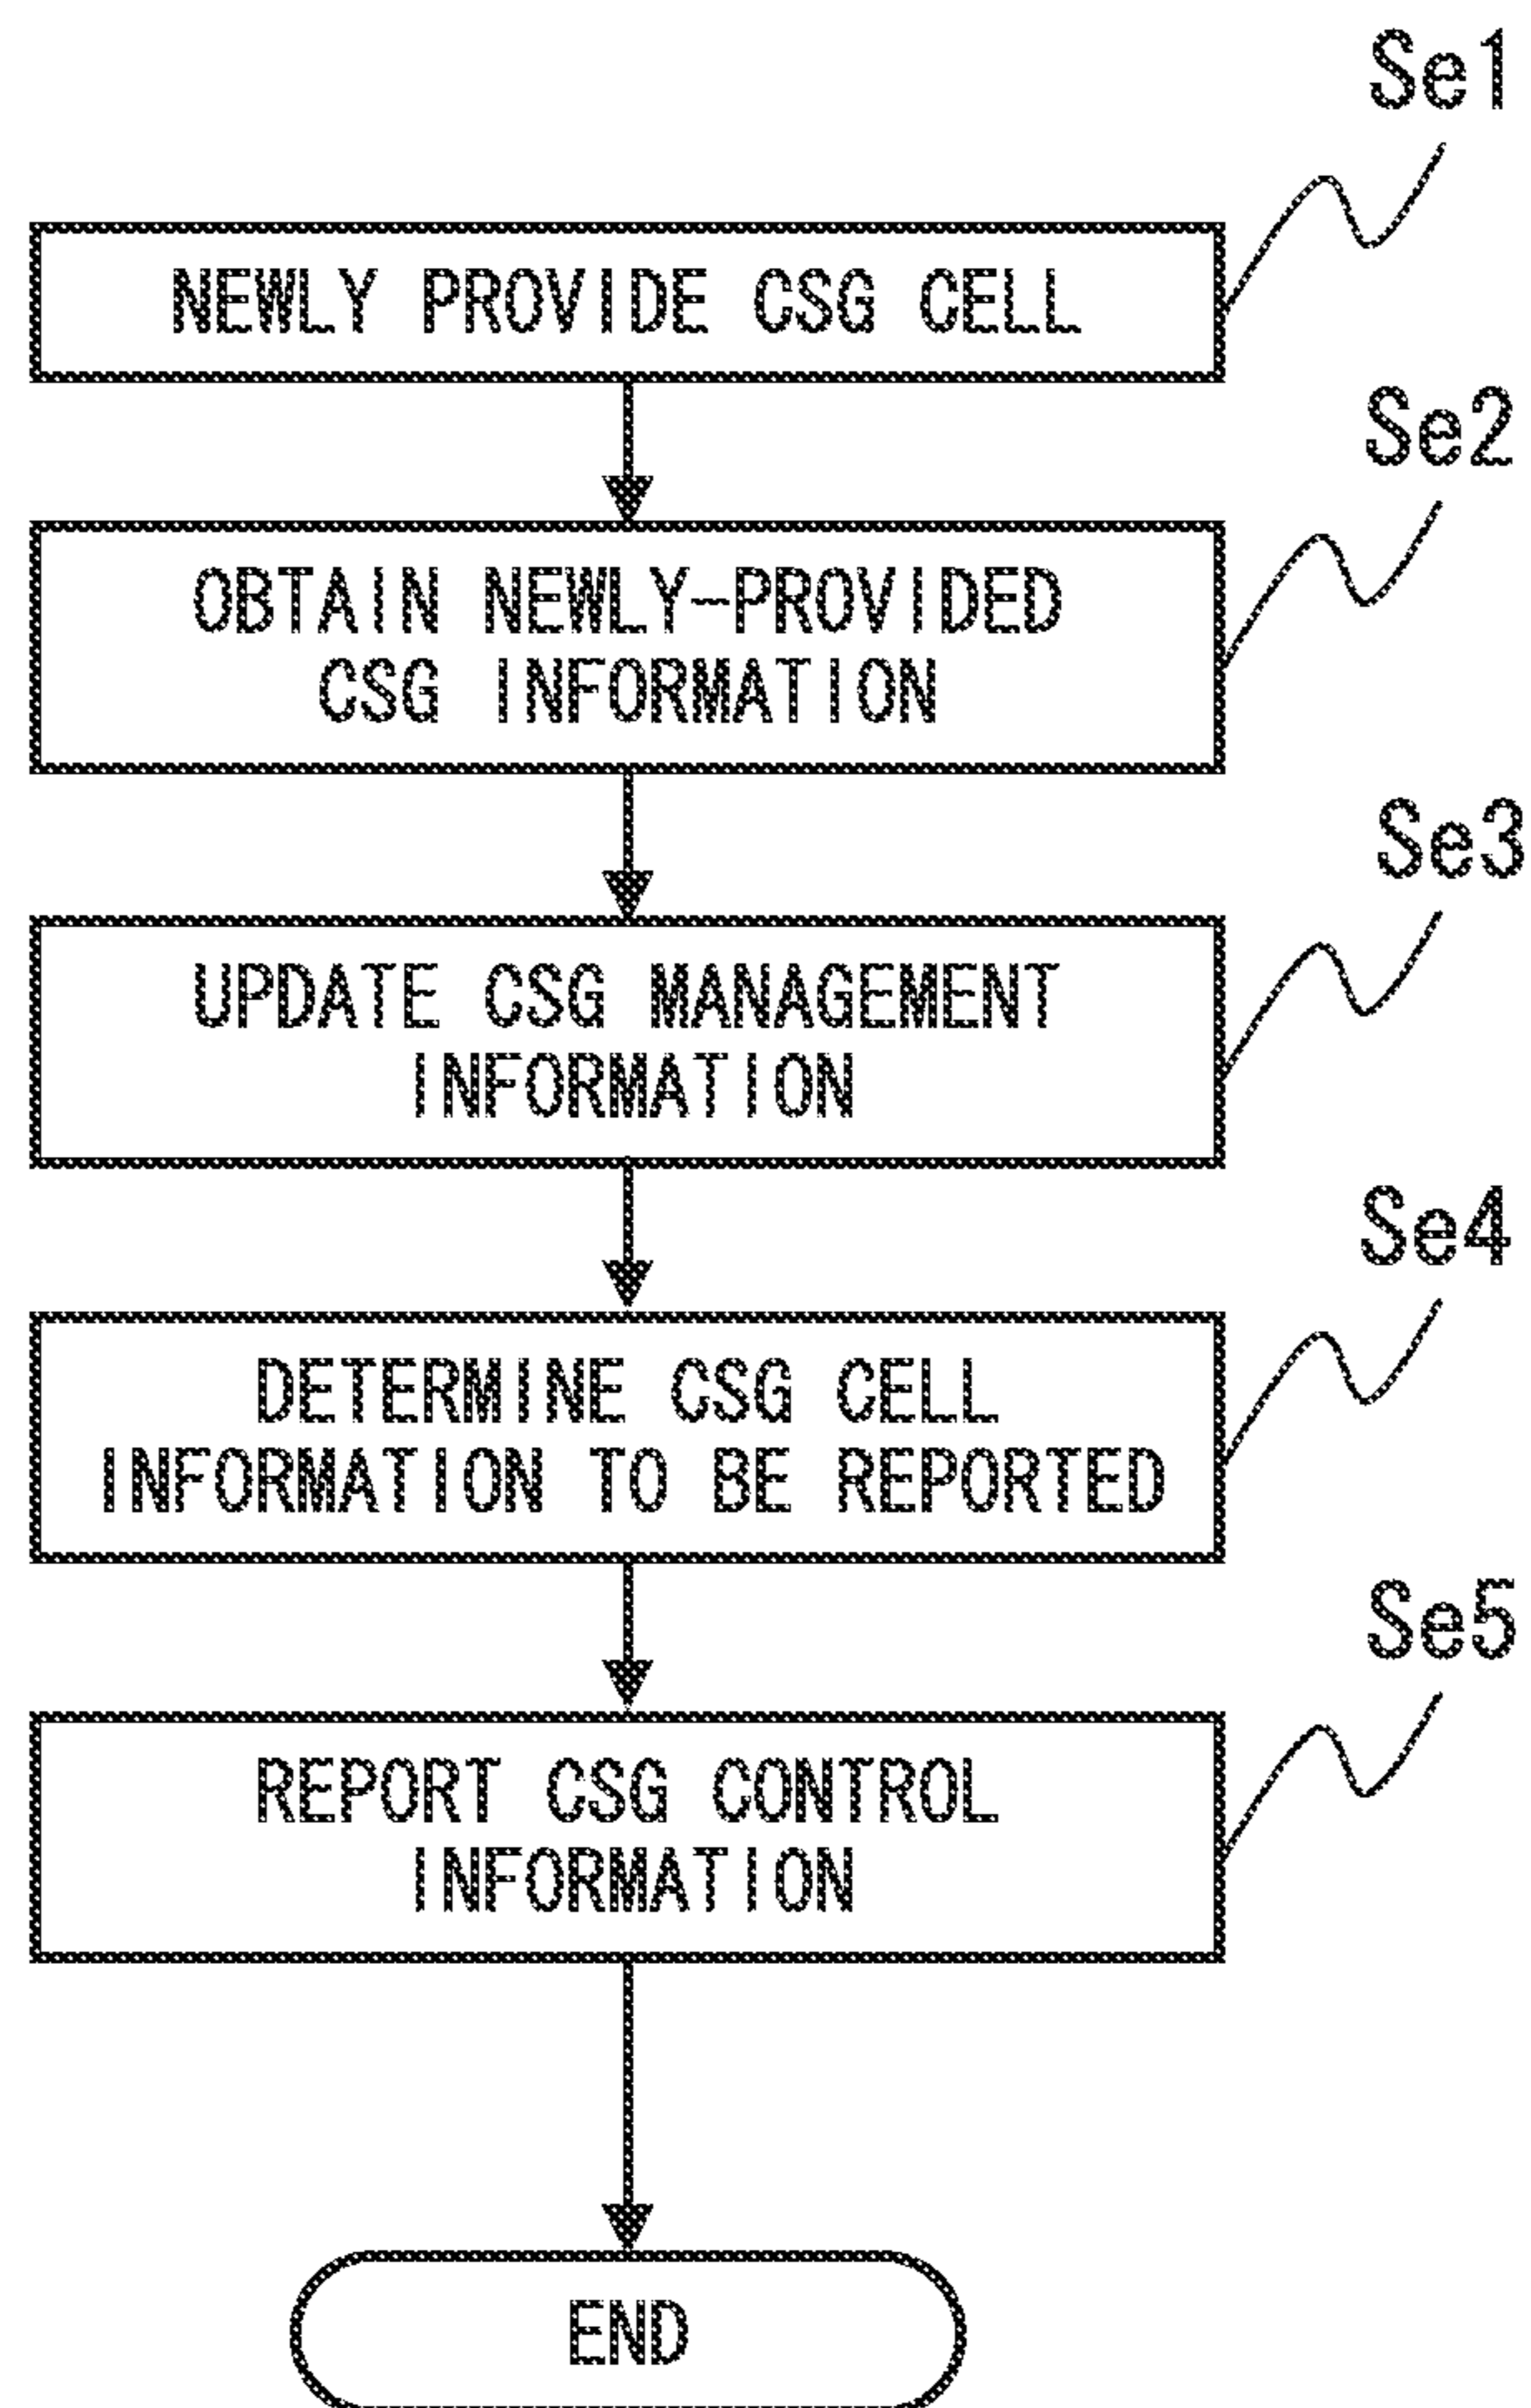 Se1
NEWLY PROVIDE CSG CELL
Se2
OBTAIN NEWLY-PROVIDED
CSG INFORMATION
Se3
UPDATE CSG MANAGEMENT
INFORMATION
Se4
DETERMINE CSG CELL
INFORMATION TO BE REPORTED
Se5
REPORT CSG CONTROL
INFORMATION
END